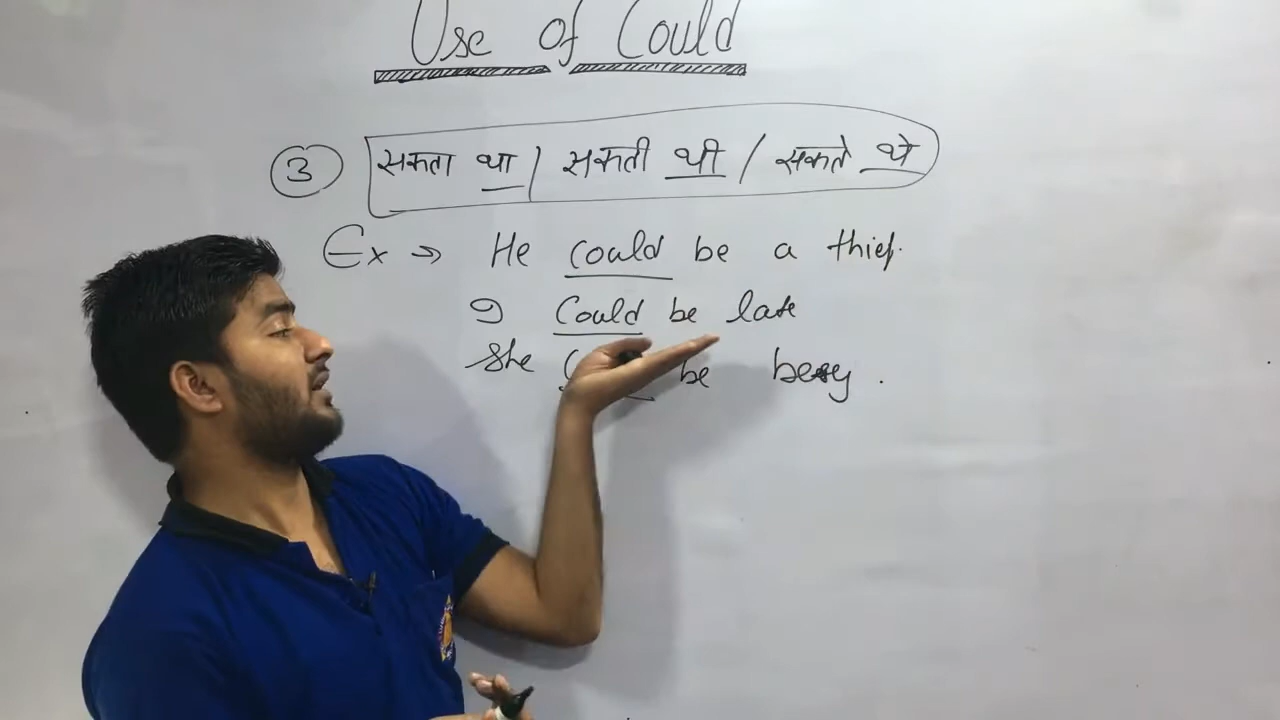 Use of Could
3 सकता था / सकती थी / सकते थे
Ex → He could be a thief.
I Could be late
She be